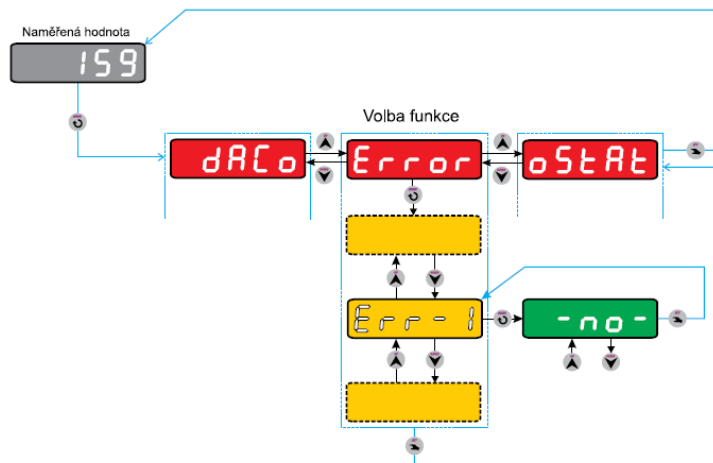 Naměřená hodnota
159
Volba funkce
dACo
Error
oStAt
Err-1
-no-